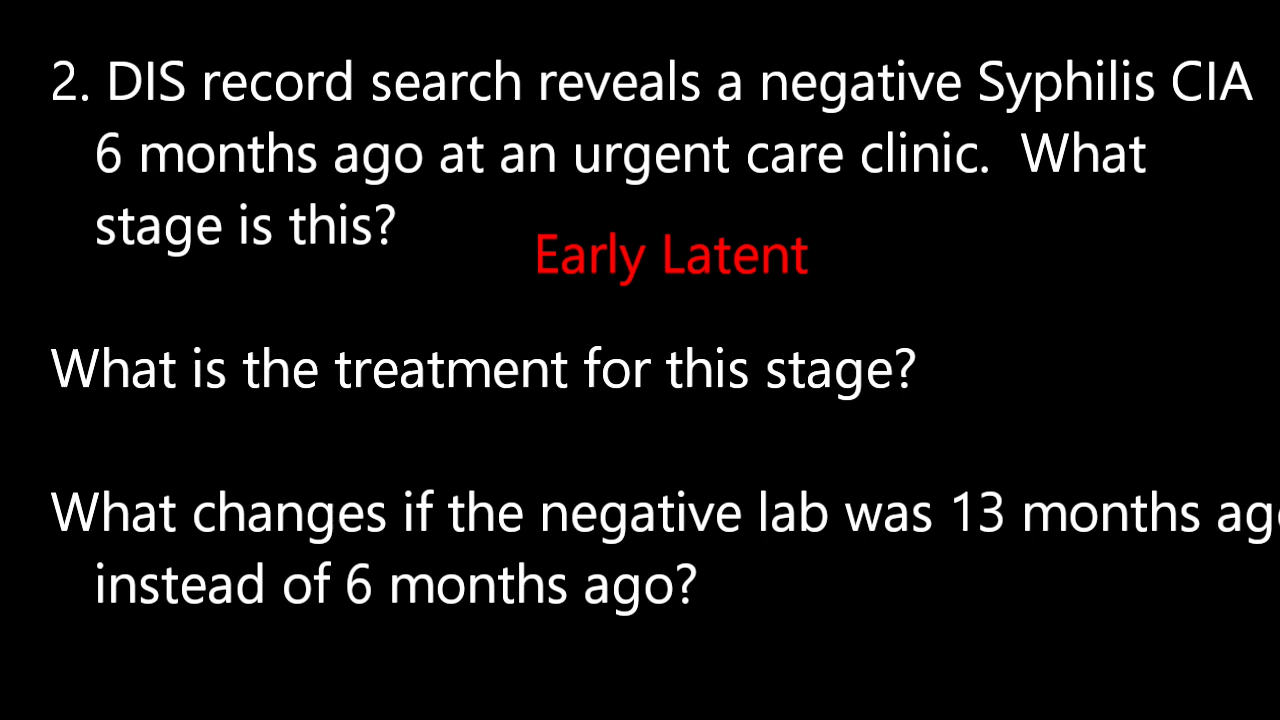 2. DIS record search reveals a negative Syphilis CIA
6 months ago at an urgent care clinic. What
stage is this?
Early Latent
What is the treatment for this stage?
What changes if the negative lab was 13 months ago
instead of 6 months ago?